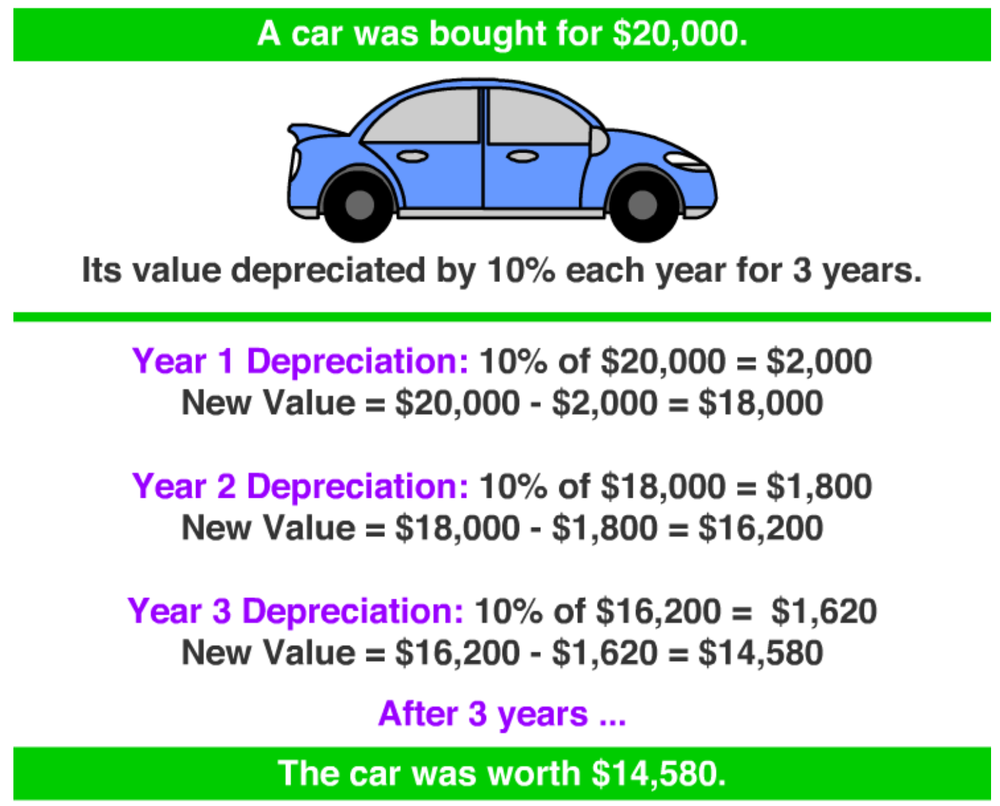 A car was bought for $20,000.
Its value depreciated by 10% each year for 3 years.
Year 1 Depreciation: 10% of $20,000 = $2,000
New Value = $20,000 - $2,000 = $18,000
Year 2 Depreciation: 10% of $18,000 = $1,800
New Value = $18,000 - $1,800 = $16,200
Year 3 Depreciation: 10% of $16,200 = $1,620
New Value = $16,200 - $1,620 = $14,580
After 3 years ...
The car was worth $14,580.